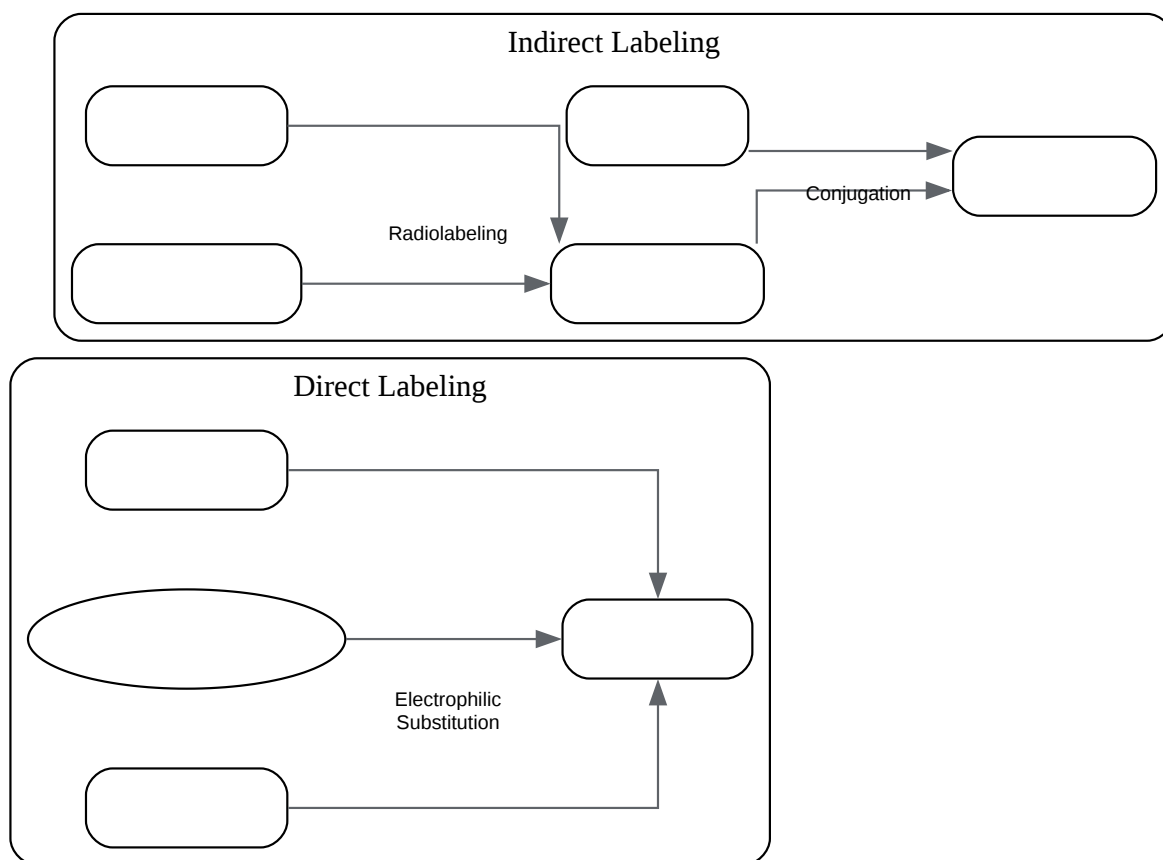 Indirect Labeling
Conjugation
Radiolabeling
Direct Labeling
Electrophilic
Substitution